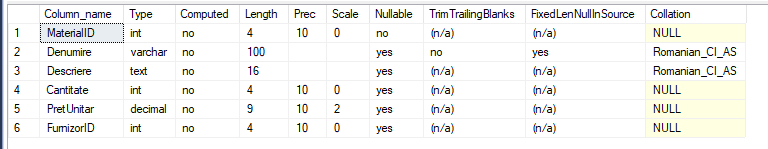 Column_name Type Computed Length Prec Scale Nullable TrimTrailingBlanks FixedLenNullInSource Collation
1 MaterialID int no 4 10 0 no (n/a) (n/a) NULL
2 Denumire varchar no 100 yes no yes Romanian_CI_AS
3 Descriere text no 16 yes (n/a) (n/a) Romanian_CI_AS
4 Cantitate int no 4 10 0 yes (n/a) (n/a) NULL
5 PretUnitar decimal no 9 10 2 yes (n/a) (n/a) NULL
6 FurnizorID int no 4 10 0 yes (n/a) (n/a) NULL